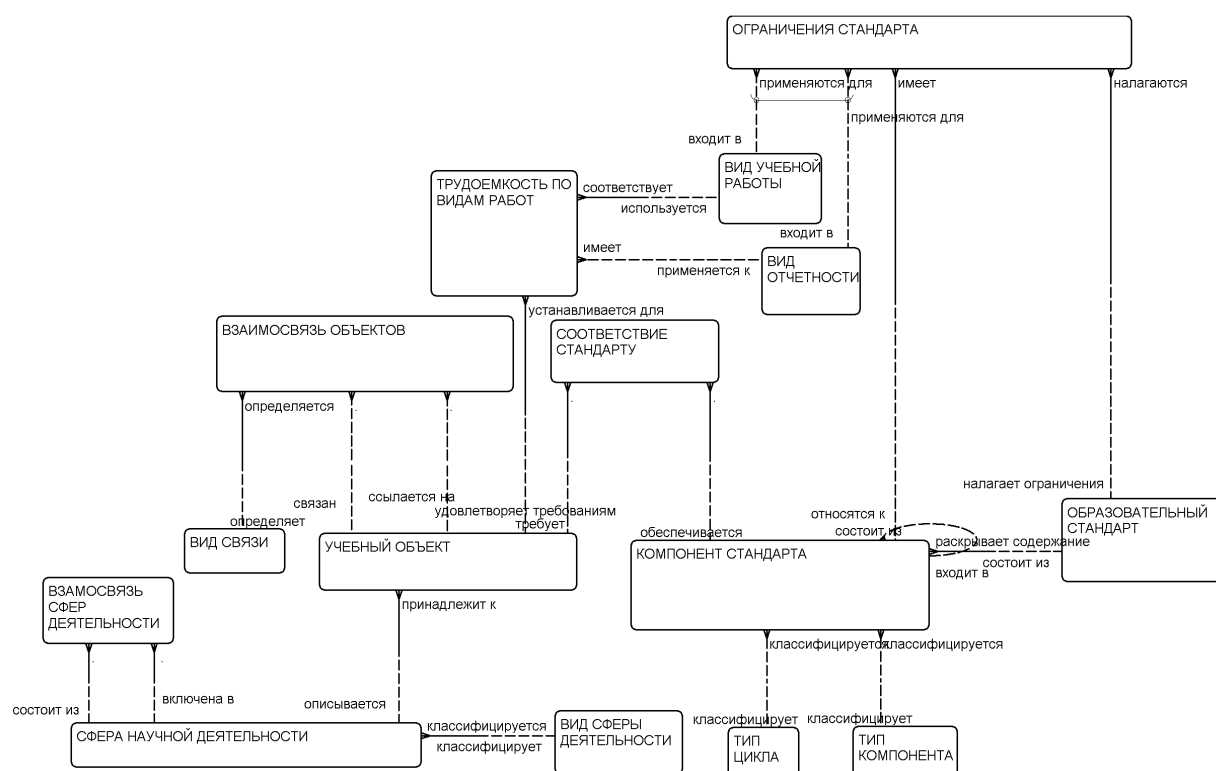 ОГРАНИЧЕНИЯ СТАНДАРТА
применяются для
имеет
налагаются
применяются для
входит в
ВИД УЧЕБНОЙ
РАБОТЫ
ТРУДОЕМКОСТЬ ПО
ВИДАМ РАБОТ
соответствует
используется
входит в
имеет
применяется к
ВИД
ОТЧЕТНОСТИ
устанавливается для
ВЗАИМОСВЯЗЬ ОБЪЕКТОВ
СООТВЕТСТВИЕ
СТАНДАРТУ
определяется
связан
ссылается на
удовлетворяет требованиям
требует
определяет
ВИД СВЯЗИ
УЧЕБНЫЙ ОБЪЕКТ
обеспечивается
КОМПОНЕНТ СТАНДАРТА
относятся к
состоит из
налагает ограничения
ОБРАЗОВАТЕЛЬНЫЙ
СТАНДАРТ
раскрывает содержание
состоит из
входит в
ВЗАМОСВЯЗЬ
СФЕР
ДЕЯТЕЛЬНОСТИ
принадлежит к
классифицируется
классифицируется
состоит из
включена в
описывается
СФЕРА НАУЧНОЙ ДЕЯТЕЛЬНОСТИ
классифицируется
классифицирует
ВИД СФЕРЫ
ДЕЯТЕЛЬНОСТИ
классифицирует
классифицирует
ТИП
ЦИКЛА
ТИП
КОМПОНЕНТА